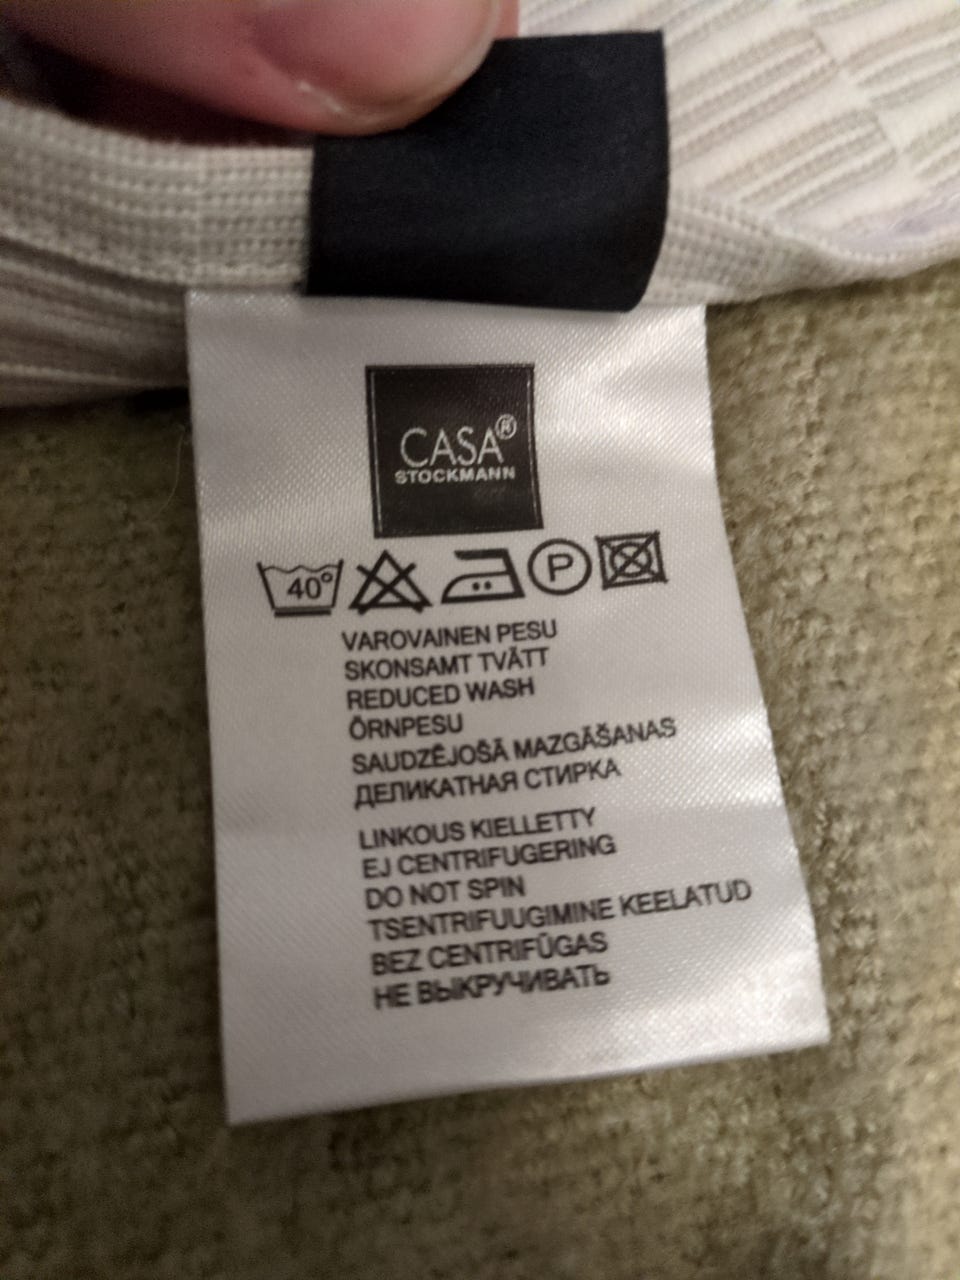 CASA®
STOCKMANN
40° P
VAROVAINEN PESU
SKONSAMT TVÄTT
REDUCED WASH
ÕRNPESU
SAUDZĒJOŠĀ MAZGĀŠANAS
ДЕЛИКАТНАЯ СТИРКА
LINKOUS KIELLETTY
EJ CENTRIFUGERING
DO NOT SPIN
TSENTRIFUUGIMINE KEELATUD
BEZ CENTRIFŪGAS
НЕ ВЫКРУЧИВАТЬ